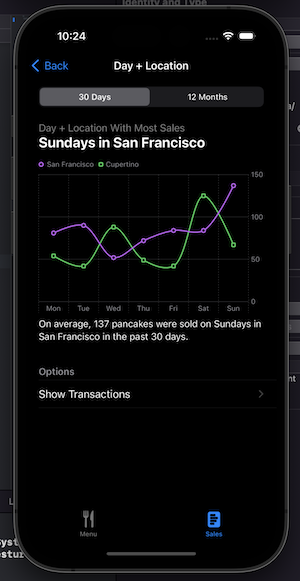 Identity and Type
10:24
Back
Day + Location
30 Days
12 Months
Day + Location With Most Sales
Sundays in San Francisco
San Francisco
Cupertino
150
100
50
0
Mon
Tue
Wed
Thu
Fri
Sat
Sun
On average, 137 pancakes were sold on Sundays in
San Francisco in the past 30 days.
Options
Show Transactions
Menu
Sales